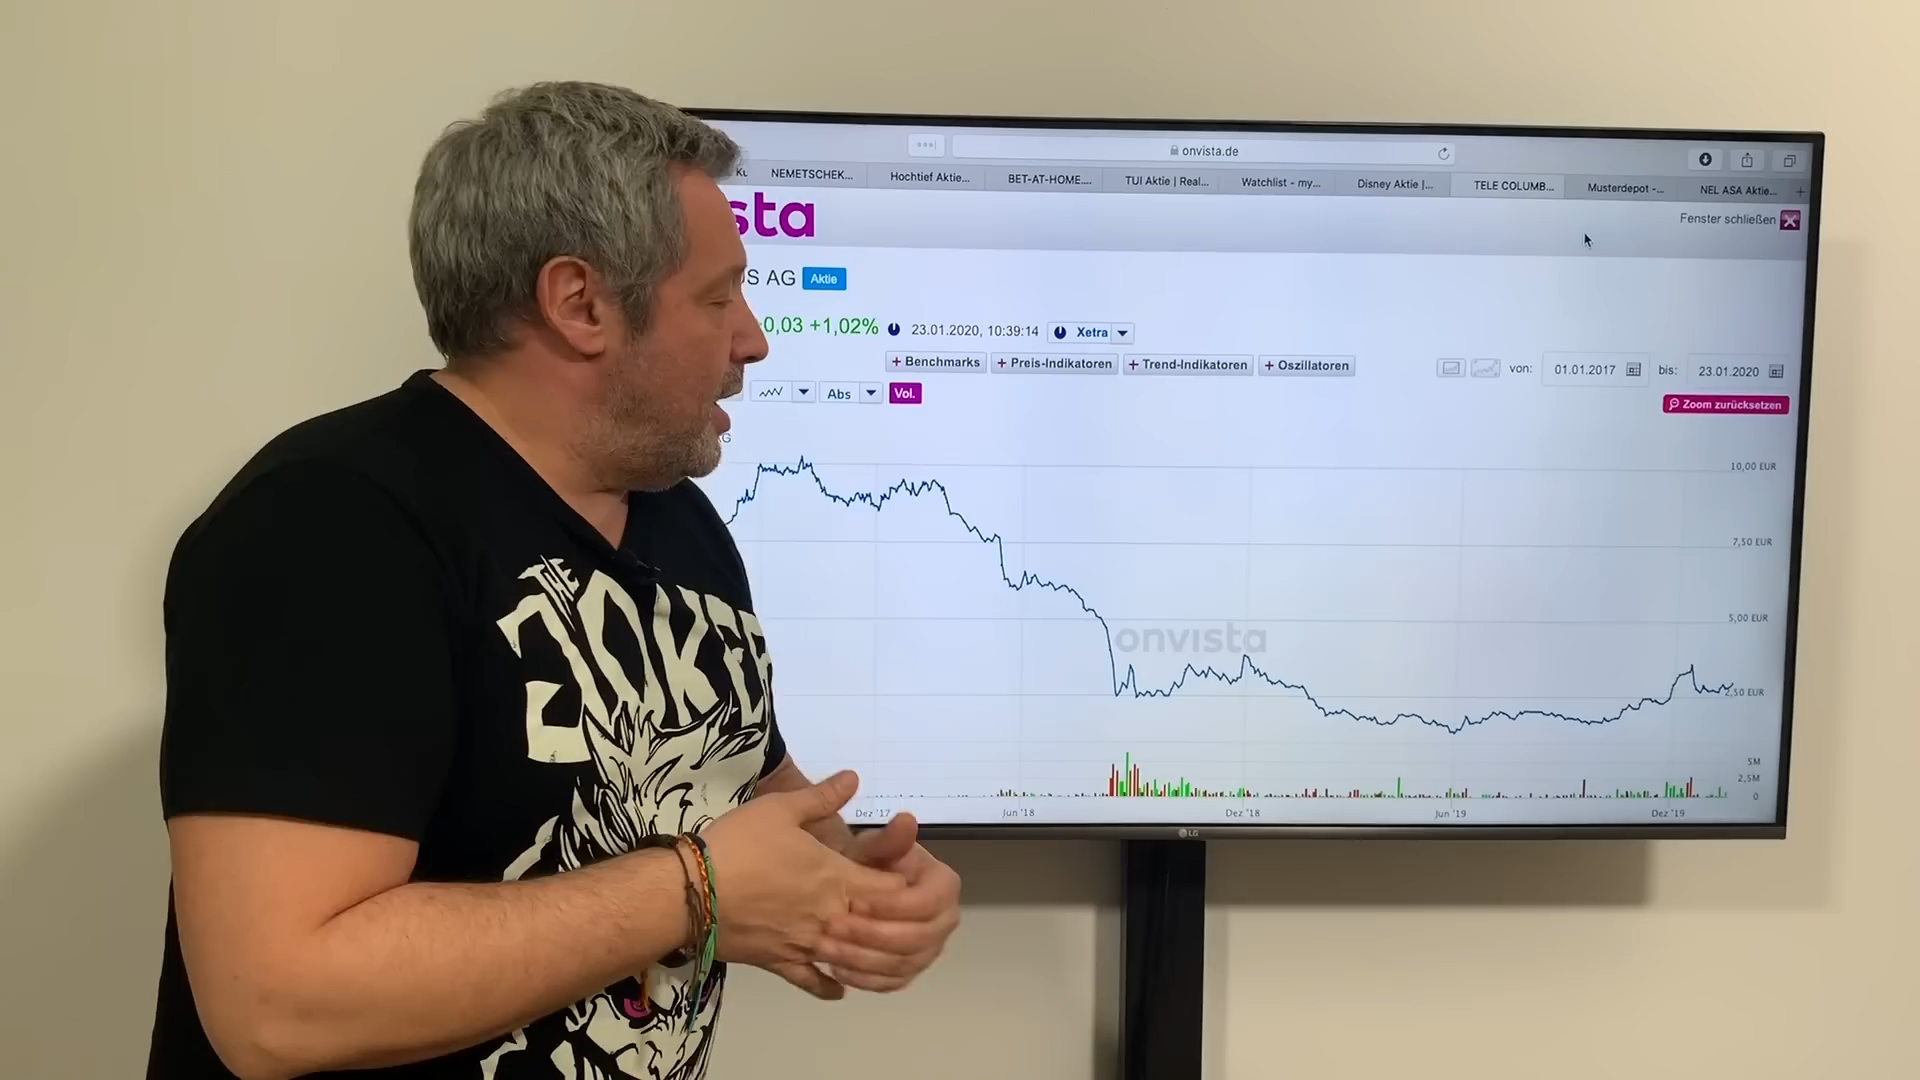 onvista.de
NEMETSCHEK...
Hochtief Aktie...
BET-AT-HOME....
TUI Aktie | Real...
Watchlist - my...
Disney Aktie |...
TELE COLUMB...
Musterdepot -...
NEL ASA Aktie...
sta
Fenster schließen
US AG Aktie
0,03 +1,02% 23.01.2020, 10:39:14 Xetra
+ Benchmarks + Preis-Indikatoren + Trend-Indikatoren + Oszillatoren
von: 01.01.2017 bis: 23.01.2020
Abs Vol.
Zoom zurücksetzen
10,00 EUR
7,50 EUR
5,00 EUR
onvista
2,50 EUR
5M
2,5M
0
Dez '17 Jun '18 Dez '18 Jun '19 Dez '19
LG
THE
JOKER